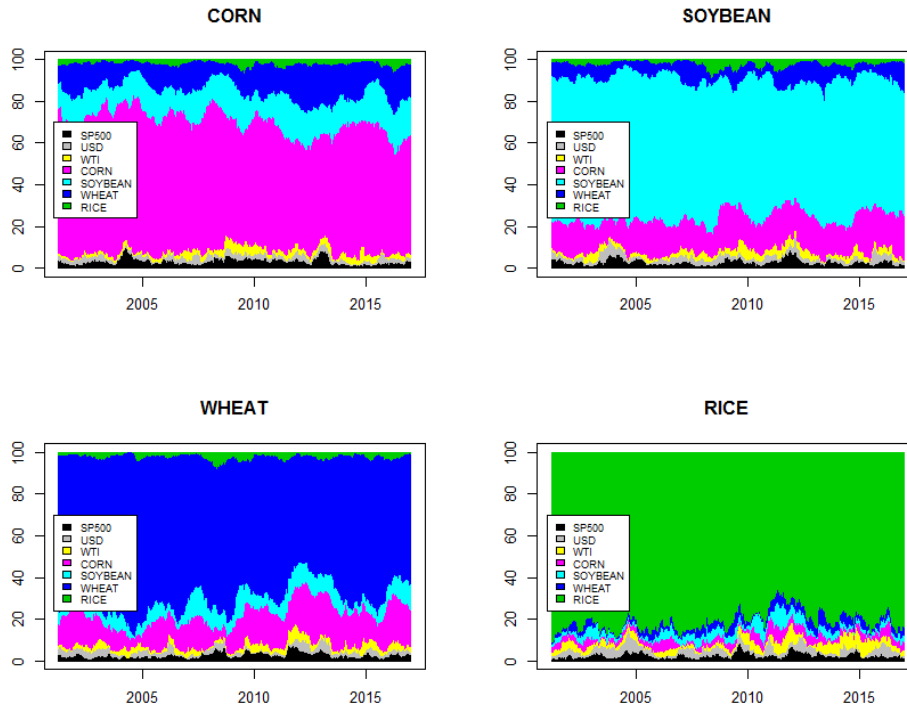 CORN
100
80
60
40
20
0
SP500
USD
WTI
CORN
SOYBEAN
WHEAT
RICE
2005
2010
2015
SOYBEAN
100
80
60
40
20
0
SP500
USD
WTI
CORN
SOYBEAN
WHEAT
RICE
2005
2010
2015
WHEAT
100
80
60
40
20
0
SP500
USD
WTI
CORN
SOYBEAN
WHEAT
RICE
2005
2010
2015
RICE
100
80
60
40
20
0
SP500
USD
WTI
CORN
SOYBEAN
WHEAT
RICE
2005
2010
2015